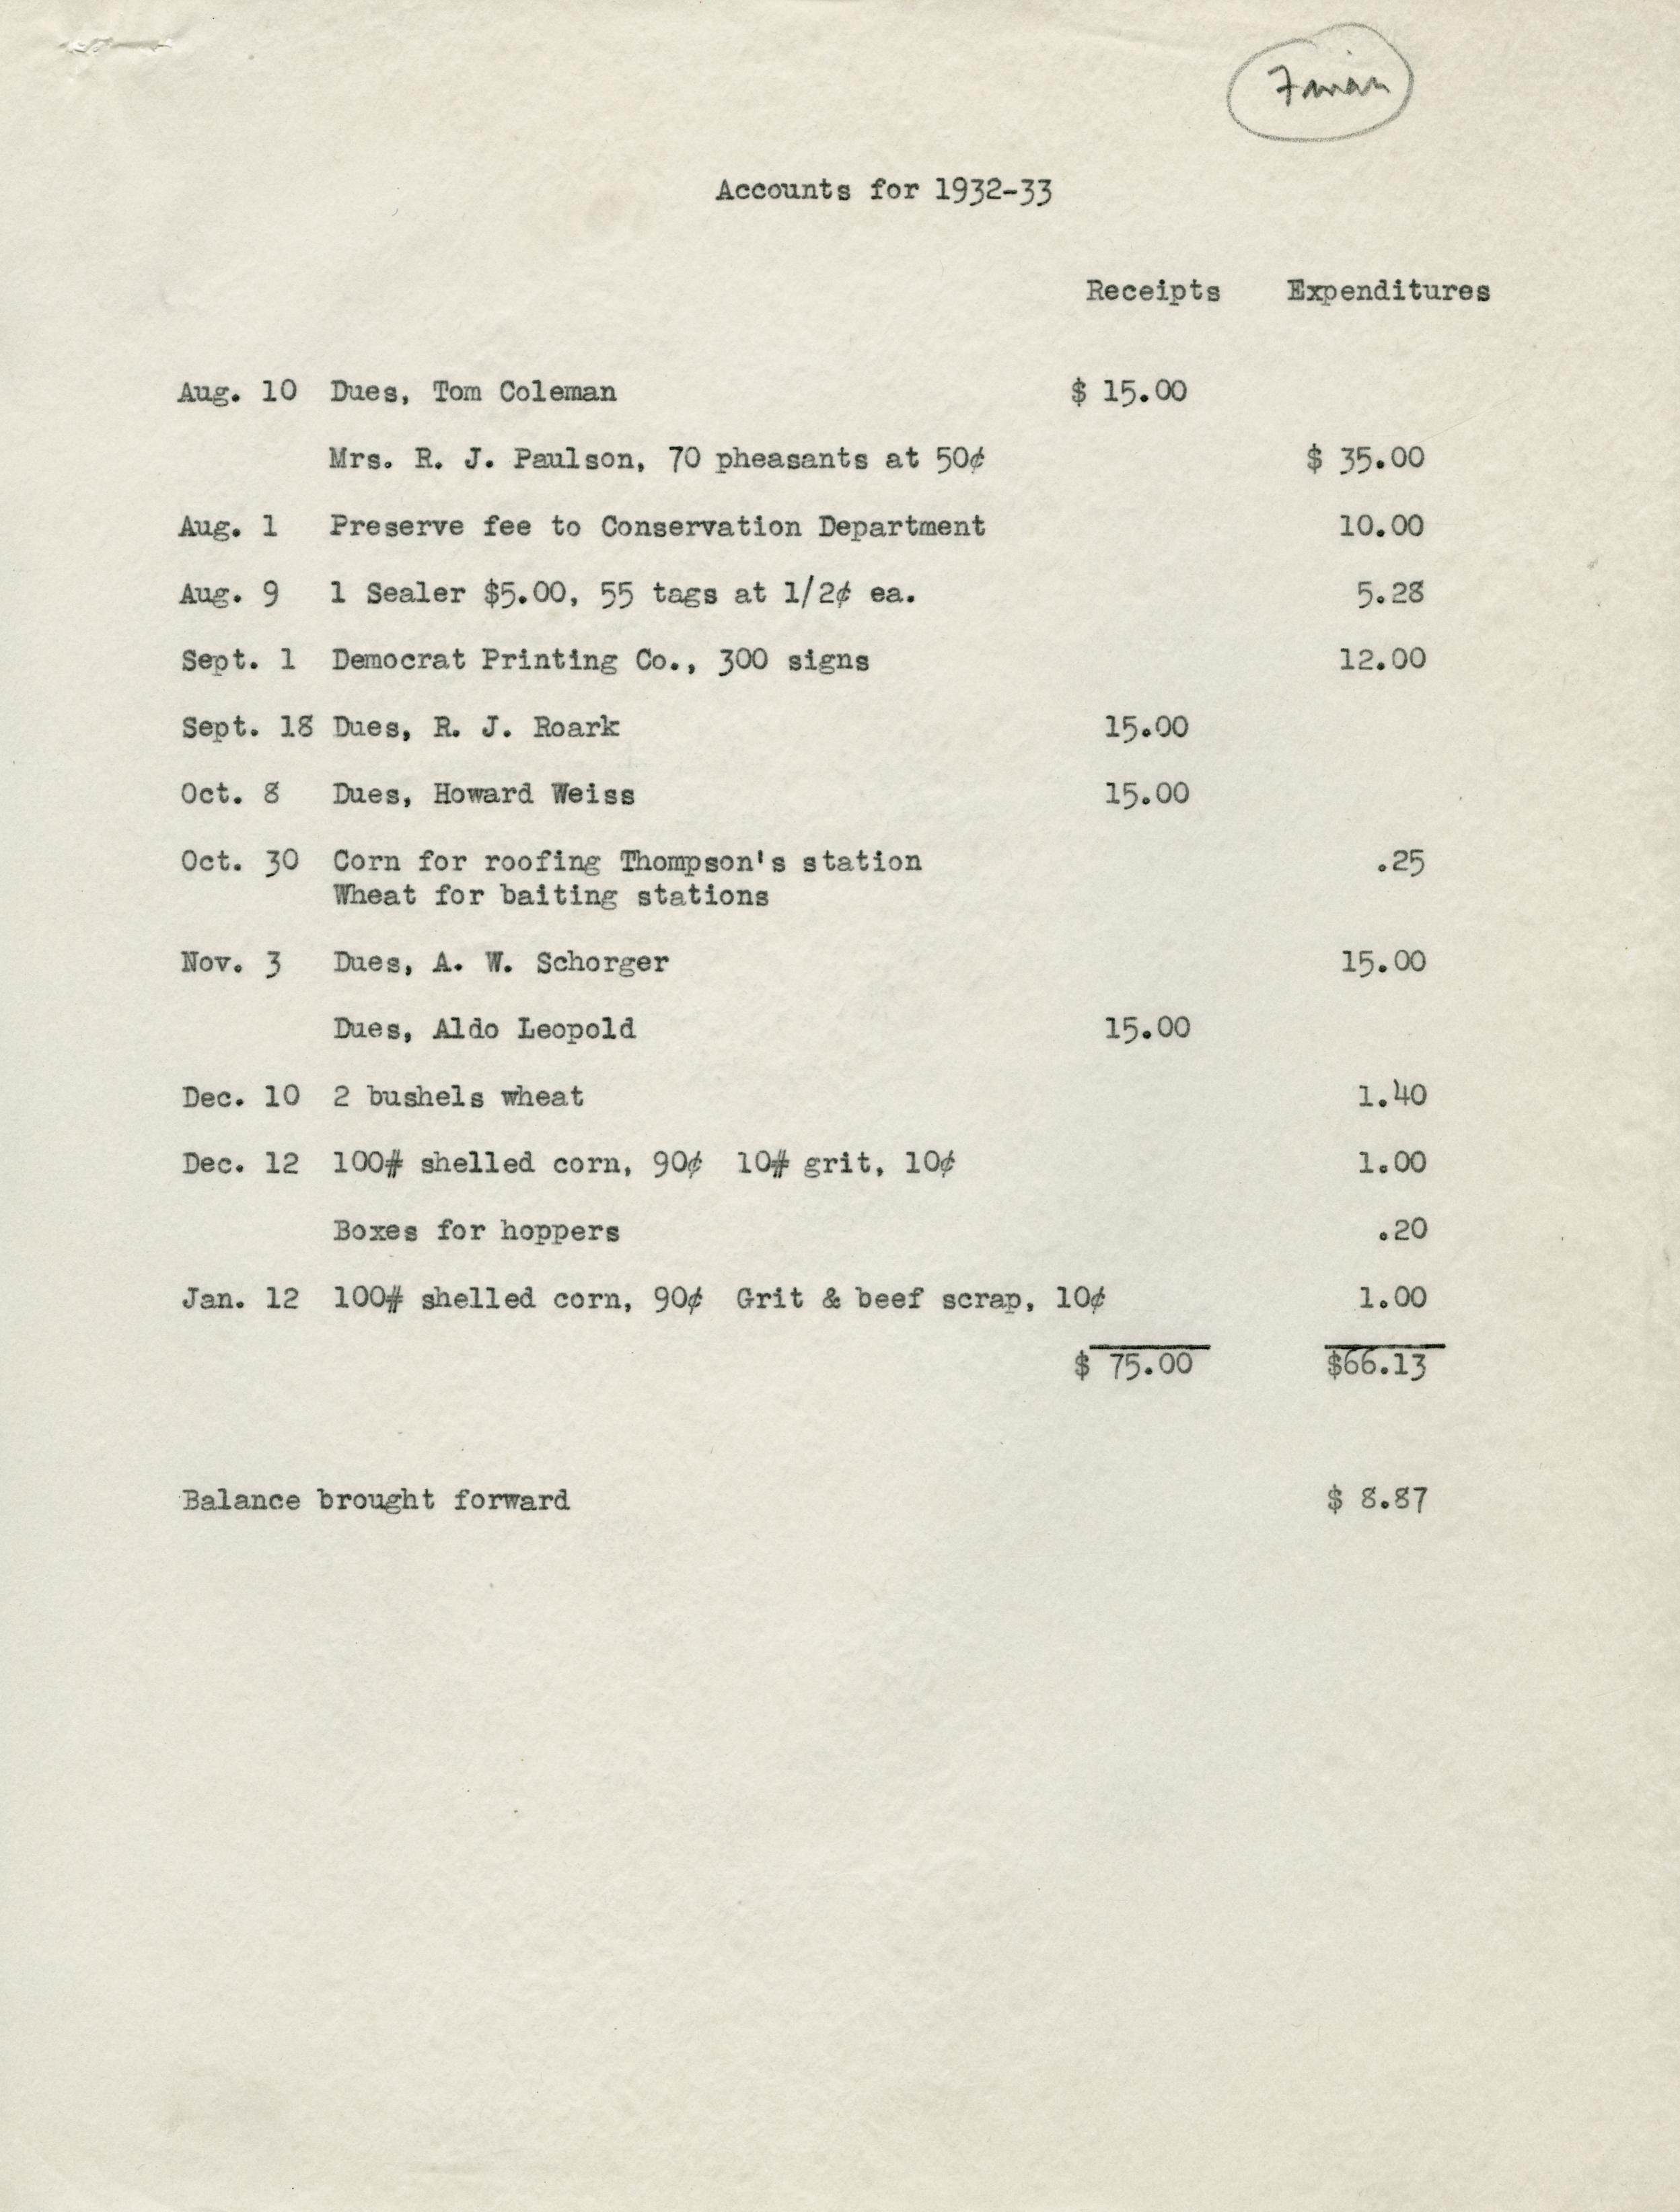 Accounts for 1932-33
Receipts Expenditures
Aug. 10 Dues, Tom Coleman $ 15.00
Mrs. R. J. Paulson, 70 pheasants at 50¢ $ 35.00
Aug. 1 Preserve fee to Conservation Department 10.00
Aug. 9 1 Sealer $5.00, 55 tags at 1/2¢ ea. 5.28
Sept. 1 Democrat Printing Co., 300 signs 12.00
Sept. 18 Dues, R. J. Roark 15.00
Oct. 8 Dues, Howard Weiss 15.00
Oct. 30 Corn for roofing Thompson's station .25
Wheat for baiting stations
Nov. 3 Dues, A. W. Schorger 15.00
Dues, Aldo Leopold 15.00
Dec. 10 2 bushels wheat 1.40
Dec. 12 100# shelled corn, 90¢ 10# grit, 10¢ 1.00
Boxes for hoppers .20
Jan. 12 100# shelled corn, 90¢ Grit & beef scrap, 10¢ 1.00
$ 75.00 $66.13
Balance brought forward $ 8.87